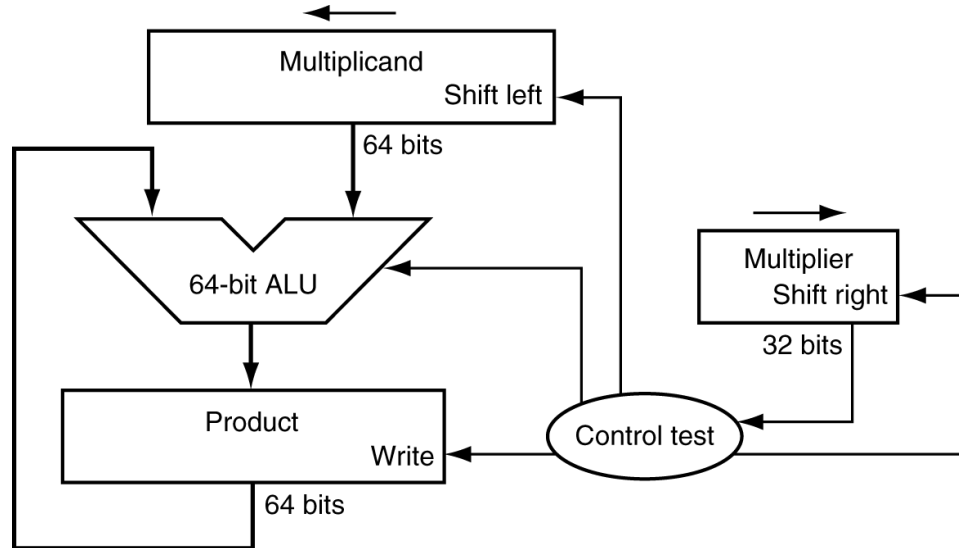 Multiplicand
Shift left
64 bits
64-bit ALU
Multiplier
Shift right
32 bits
Product
Write
Control test
64 bits